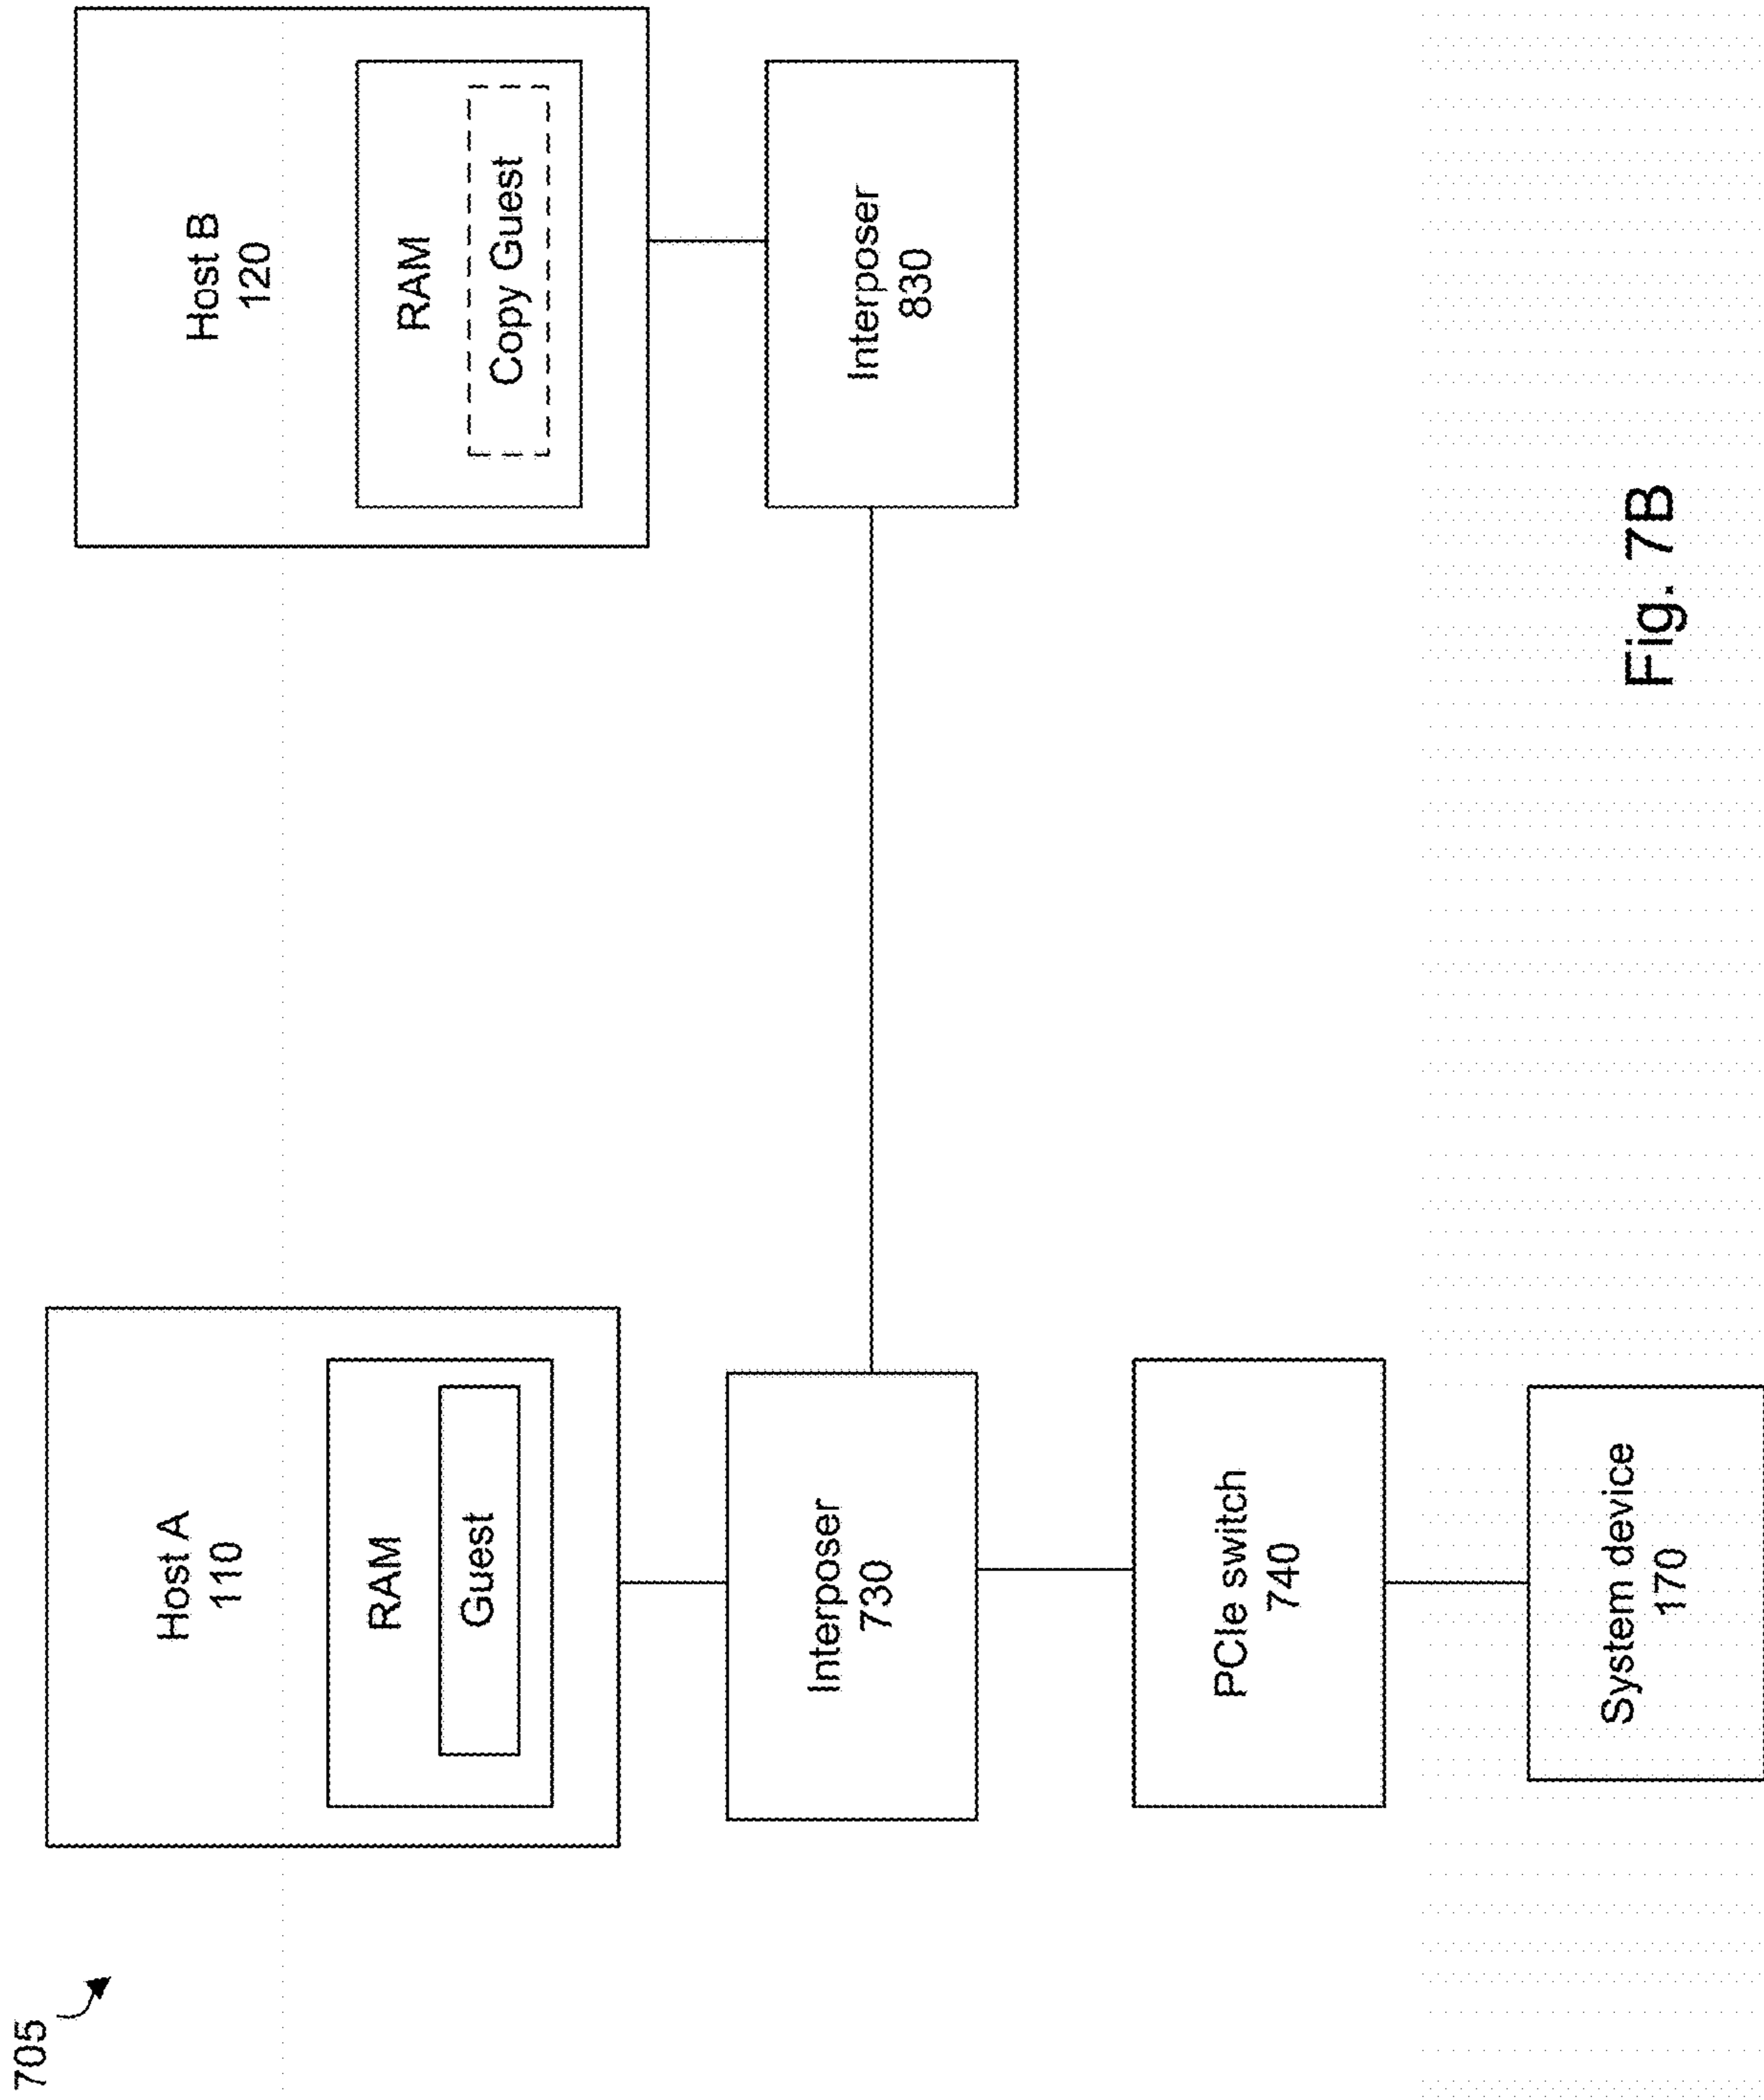 705
Host A
110
RAM
Guest
Interposer
730
PCIe switch
740
System device
170
Host B
120
RAM
Copy Guest
Interposer
830
Fig. 7B